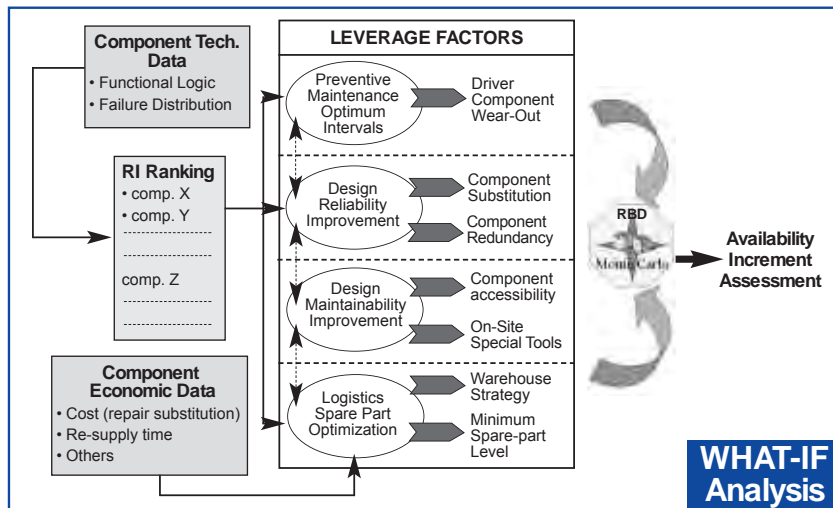 Component Tech.
Data
• Functional Logic
• Failure Distribution
RI Ranking
• comp. X
• comp. Y
comp. Z
Component
Economic Data
• Cost (repair substitution)
• Re-supply time
• Others
LEVERAGE FACTORS
Preventive
Maintenance
Optimum
Intervals
Driver
Component
Wear-Out
Design
Reliability
Improvement
Component
Substitution
Component
Redundancy
Design
Maintainability
Improvement
Component
accessibility
On-Site
Special Tools
Logistics
Spare Part
Optimization
Warehouse
Strategy
Minimum
Spare-part
Level
RBD
Monte Carlo
Availability
Increment
Assessment
WHAT-IF
Analysis